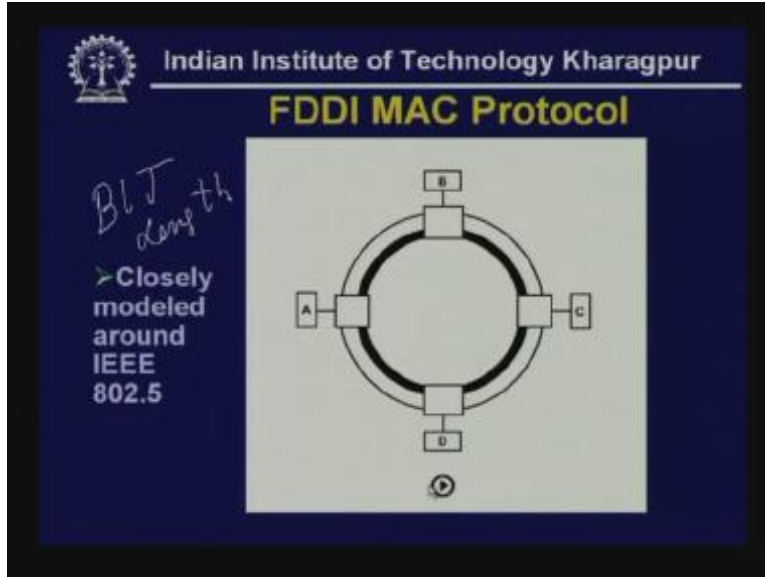 Indian Institute of Technology Kharagpur
FDDI MAC Protocol
BIT
Length
➢Closely
modeled
around
IEEE
802.5
B
A
C
D